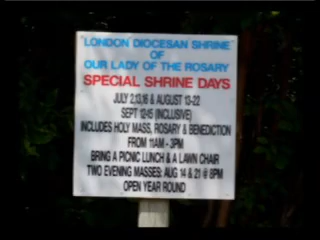 LONDON DIOCESAN SHRINE
OF
OUR LADY OF THE ROSARY
SPECIAL SHRINE DAYS
JULY 2,13,16 & AUGUST 13-22
SEPT 12-15 (INCLUSIVE)
INCLUDES HOLY MASS, ROSARY & BENEDICTION
FROM 11AM - 3PM
BRING A PICNIC LUNCH & A LAWN CHAIR
TWO EVENING MASSES: AUG 14 & 21 @ 8PM
OPEN YEAR ROUND